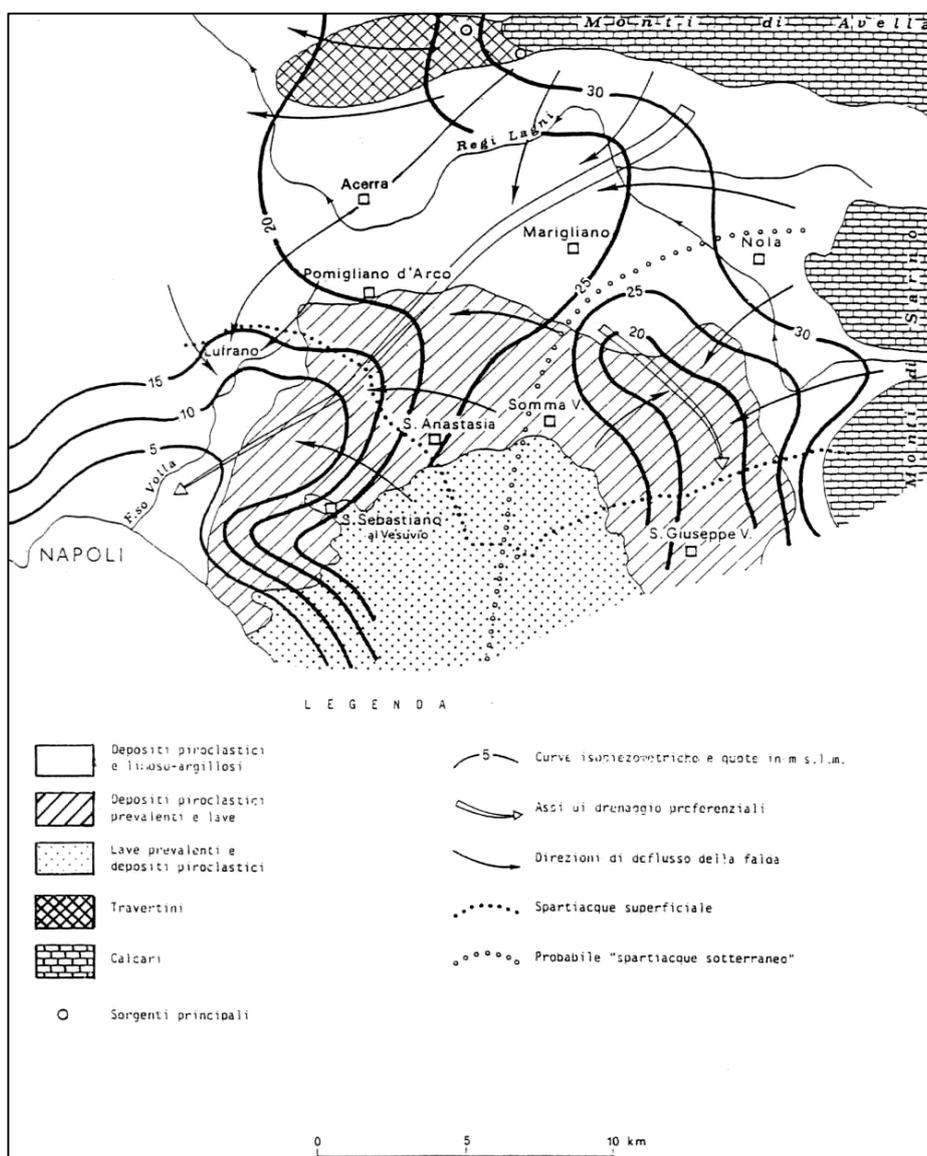 Monti di Avella
30
Regi Lagni
Acerra
20
Marigliano
Nola
Pomigliano d'Arco
25
25
20
30
Lufrano
15
10
5
Somma V.
S. Anastasia
F.so Volla
S. Sebastiano
al Vesuvio
NAPOLI
S. Giuseppe V.
Monti di Sarno
LEGENDA
Depositi piroclastici
e limoso-argillosi
Depositi piroclastici
prevalenti e lave
Lave prevalenti e
depositi piroclastici
Travertini
Calcari
Sorgenti principali
5
Curve isopiezometriche e quote in m s.l.m.
Assi di drenaggio preferenziali
Direzioni di deflusso della falda
Spartiacque superficiale
Probabile "spartiacque sotterraneo"
0 5 10 km